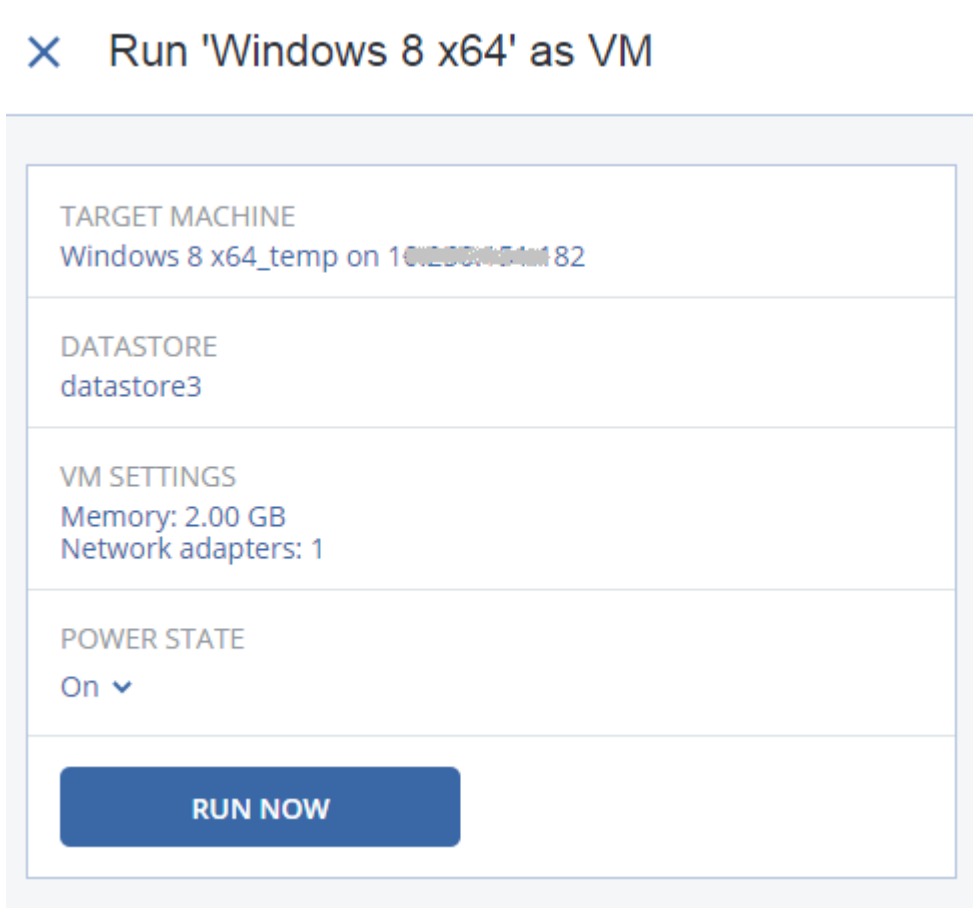 Run 'Windows 8 x64' as VM
TARGET MACHINE
Windows 8 x64_temp on
DATASTORE
datastore3
VM SETTINGS
Memory: 2.00 GB
Network adapters: 1
POWER STATE
On
RUN NOW